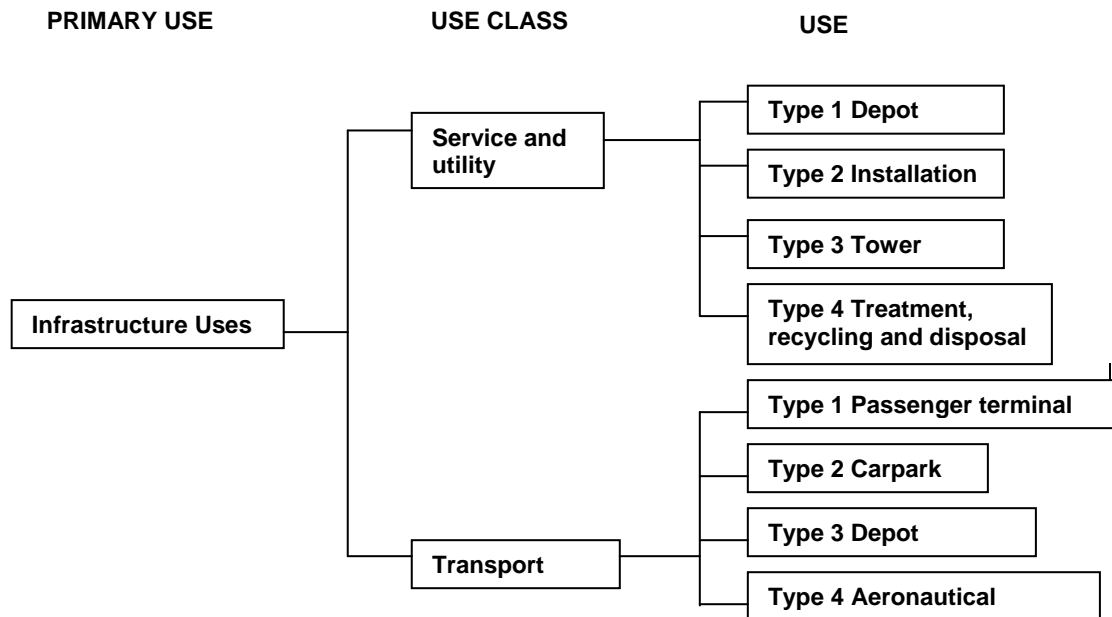 PRIMARY USE
USE CLASS
USE
Type 1 Depot
Service and
utility
Type 2 Installation
Type 3 Tower
Infrastructure Uses
Type 4 Treatment,
recycling and disposal
Type 1 Passenger terminal
Type 2 Carpark
Type 3 Depot
Transport
Type 4 Aeronautical